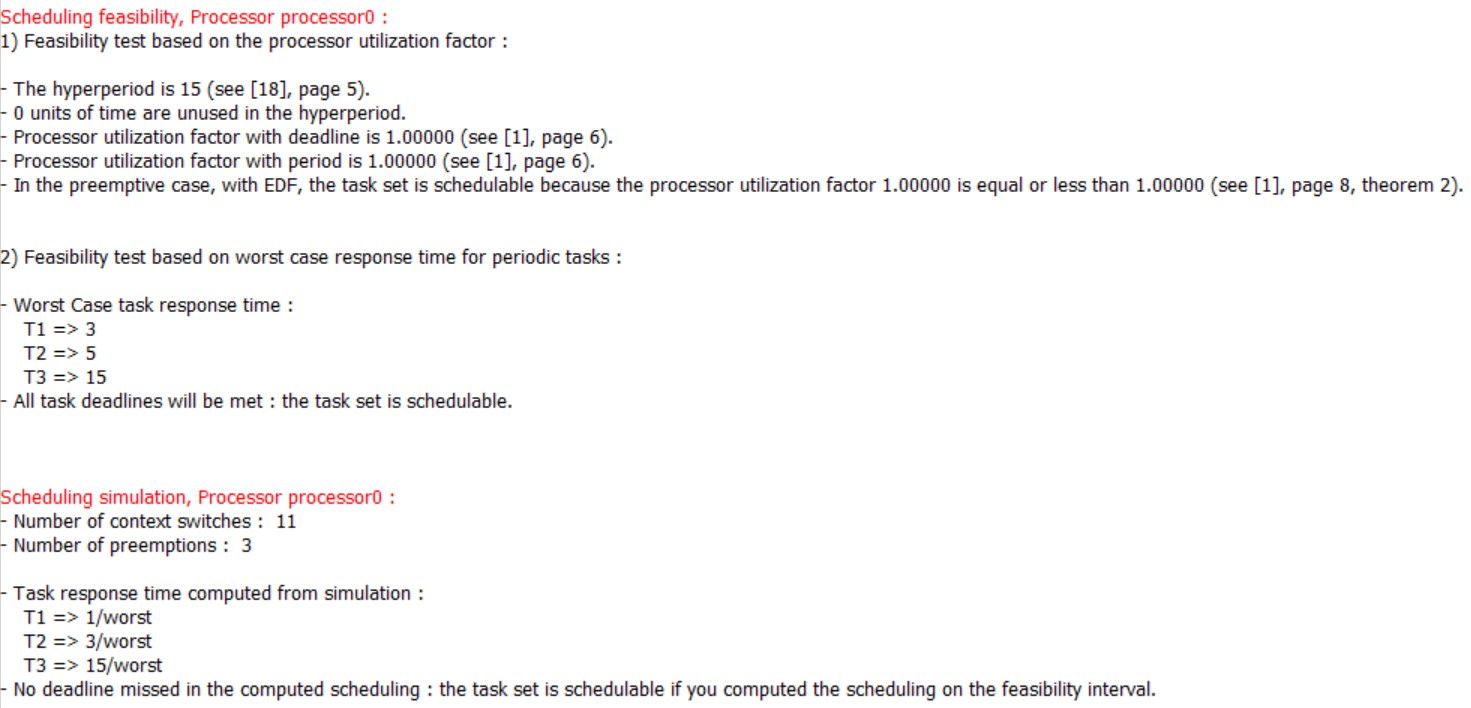 Scheduling feasibility, Processor processor0 :
1) Feasibility test based on the processor utilization factor :
- The hyperperiod is 15 (see [18], page 5).
- 0 units of time are unused in the hyperperiod.
- Processor utilization factor with deadline is 1.00000 (see [1], page 6).
- Processor utilization factor with period is 1.00000 (see [1], page 6).
- In the preemptive case, with EDF, the task set is schedulable because the processor utilization factor 1.00000 is equal or less than 1.00000 (see [1], page 8, theorem 2).
2) Feasibility test based on worst case response time for periodic tasks :
- Worst Case task response time :
T1 => 3
T2 => 5
T3 => 15
- All task deadlines will be met : the task set is schedulable.
Scheduling simulation, Processor processor0 :
- Number of context switches :  11
- Number of preemptions :  3
- Task response time computed from simulation :
T1 => 1/worst
T2 => 3/worst
T3 => 15/worst
- No deadline missed in the computed scheduling : the task set is schedulable if you computed the scheduling on the feasibility interval.